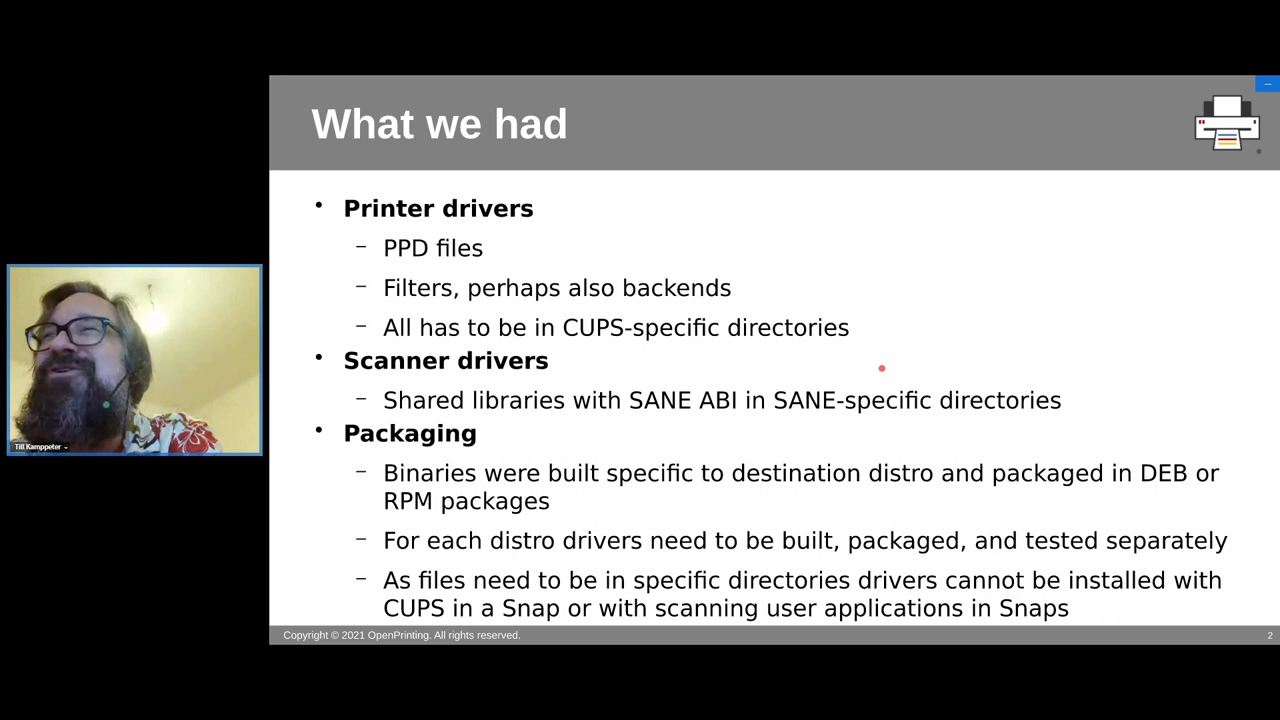 What we had
• Printer drivers
– PPD files
– Filters, perhaps also backends
– All has to be in CUPS-specific directories
• Scanner drivers
– Shared libraries with SANE ABI in SANE-specific directories
• Packaging
– Binaries were built specific to destination distro and packaged in DEB or
RPM packages
– For each distro drivers need to be built, packaged, and tested separately
– As files need to be in specific directories drivers cannot be installed with
CUPS in a Snap or with scanning user applications in Snaps
Till Kamppeter
Copyright © 2021 OpenPrinting. All rights reserved.
2